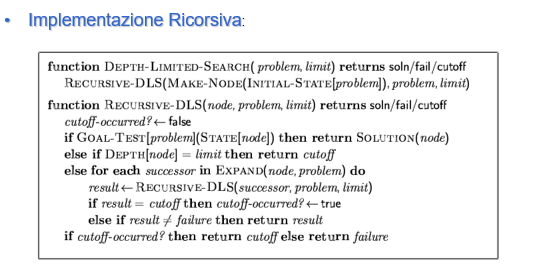 • Implementazione Ricorsiva:
function DEPTH-LIMITED-SEARCH( problem, limit) returns soln/fail/cutoff
RECURSIVE-DLS(MAKE-NODE(INITIAL-STATE[problem]), problem, limit)
function RECURSIVE-DLS(node, problem, limit) returns soln/fail/cutoff
cutoff-occurred? ← false
if GOAL-TEST[problem](STATE[node]) then return SOLUTION(node)
else if DEPTH[node] = limit then return cutoff
else for each successor in EXPAND(node, problem) do
result ← RECURSIVE-DLS(successor, problem, limit)
if result = cutoff then cutoff-occurred? ← true
else if result ≠ failure then return result
if cutoff-occurred? then return cutoff else return failure